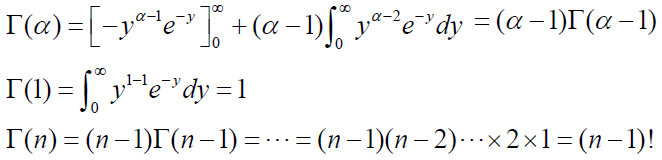 Γ(α) = [−y^{α−1}e^{−y}]_0^∞ + (α−1)∫_0^∞ y^{α−2}e^{−y}dy = (α−1)Γ(α−1)
Γ(1) = ∫_0^∞ y^{1−1}e^{−y}dy = 1
Γ(n) = (n−1)Γ(n−1) = ⋯ = (n−1)(n−2)⋯×2×1 = (n−1)!